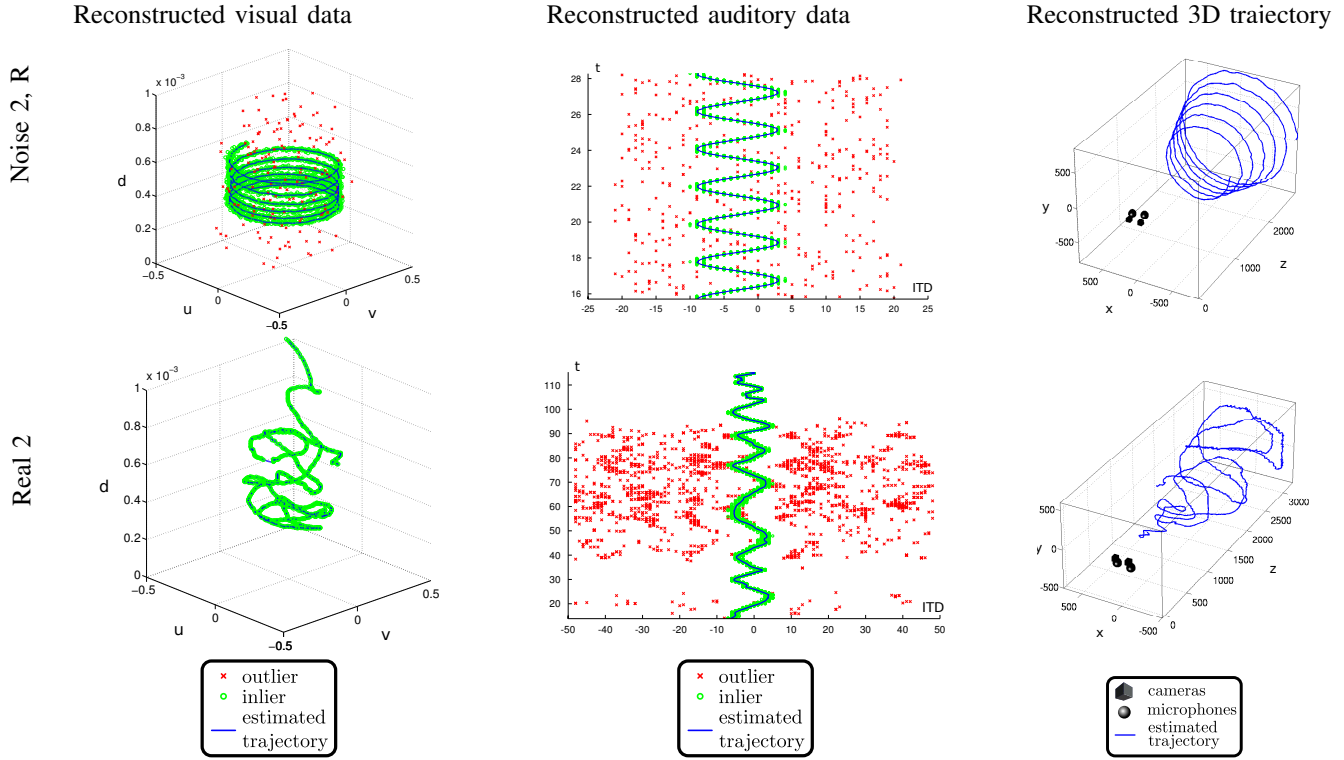 Reconstructed visual data
Reconstructed auditory data
Reconstructed 3D trajectory
Noise 2, R
x 10⁻³
1
0.8
0.6
d
0.4
0.2
0
-0.5
u
0
-0.5
v
0
0.5
t
28
26
24
22
20
18
16
ITD
-25 -20 -15 -10 -5 0 5 10 15 20 25
500
y
0
-500
500
x
0
-500
0
1000
z
2000
Real 2
x 10⁻³
1
0.8
0.6
d
0.4
0.2
0
-0.5
u
0
-0.5
v
0
0.5
t
110
100
90
80
70
60
50
40
30
20
ITD
-50 -40 -30 -20 -10 0 10 20 30 40 50
500
y
0
-500
500
x
0
-500
0
500
1000
1500
z
2000
2500
3000
outlier
inlier
estimated
trajectory
outlier
inlier
estimated
trajectory
cameras
microphones
estimated
trajectory